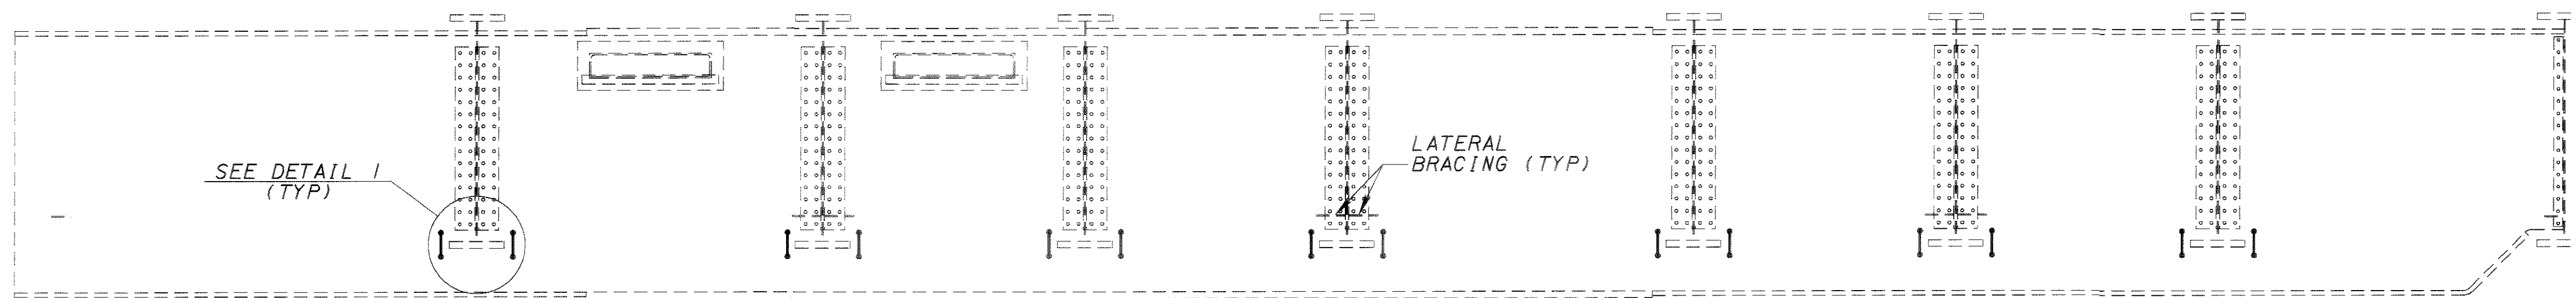 SEE DETAIL 1
(TYP)
LATERAL
BRACING (TYP)